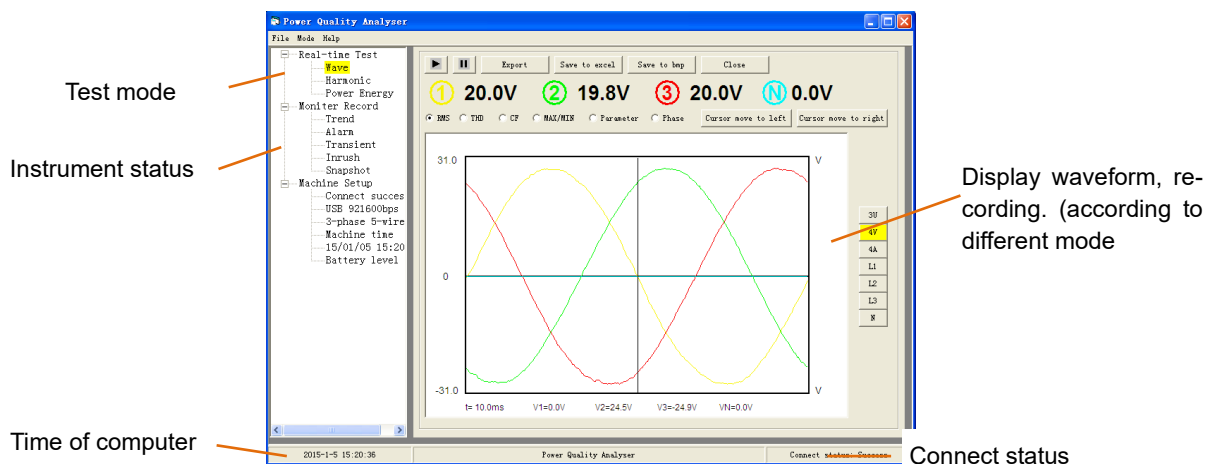 Power Quality Analyser
File Mode Help
Test mode
Instrument status
Time of computer
Real-time Test
Wave
Harmonic
Power Energy
Moniter Record
Trend
Alarm
Transient
Inrush
Snapshot
Machine Setup
Connect succes
USB 921600bps
3-phase 5-wire
Machine time
15/01/05 15:20
Battery level
Export Save to excel Save to bmp Close
1 20.0V 2 19.8V 3 20.0V N 0.0V
RMS THD CF MAX/MIN Parameter Phase Cursor move to left Cursor move to right
31.0 V
0
-31.0 V
t= 10.0ms V1=0.0V V2=24.5V V3=-24.9V VN=0.0V
3U
4V
4A
L1
L2
L3
N
Display waveform, re-
cording. (according to
different mode
2015-1-5 15:20:36 Power Quality Analyser Connect status: Success
Connect status